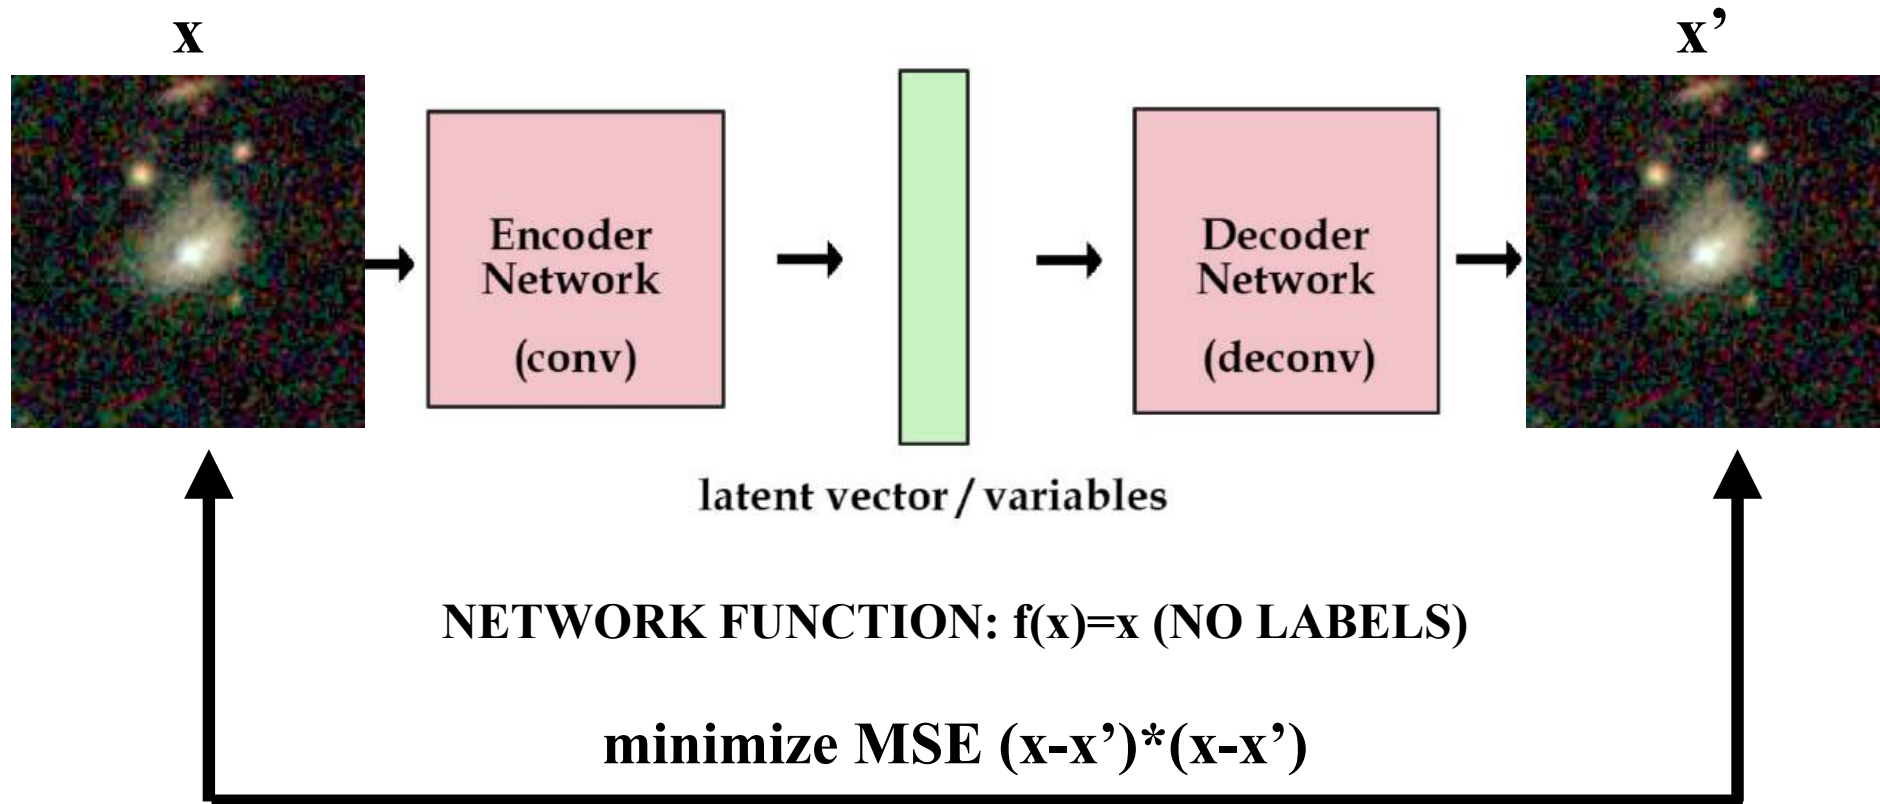 x
x’
Encoder
Network
(conv)
Decoder
Network
(deconv)
latent vector / variables
NETWORK FUNCTION: f(x)=x (NO LABELS)
minimize MSE (x-x’)*(x-x’)